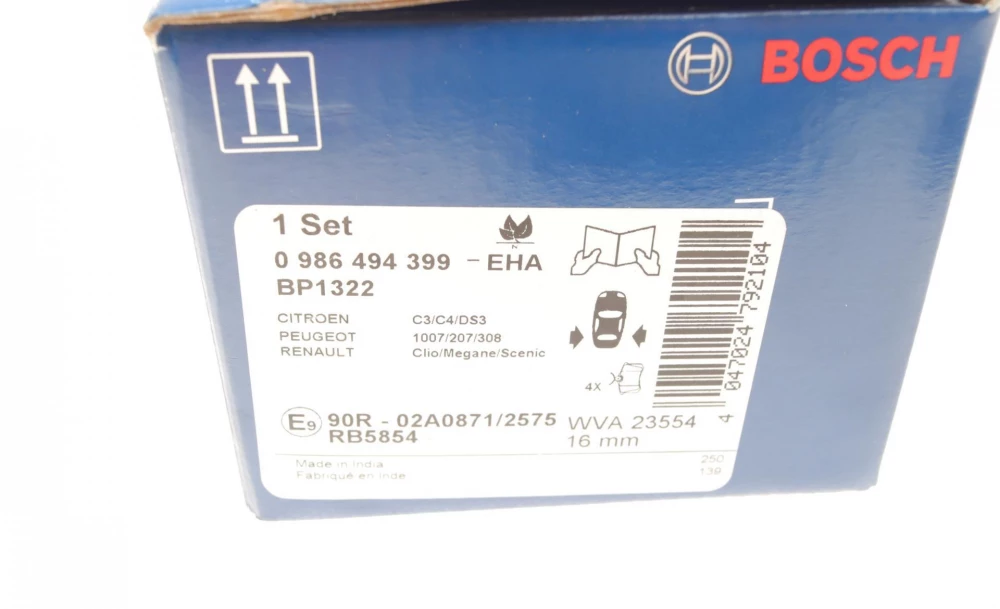 BOSCH
1 Set
0 986 494 399 - EHA
N
BP1322
CITROEN C3/C4/DS3
PEUGEOT 1007/207/308
RENAULT Clio/Megane/Scenic
4X
4 047024 792104
E9 90R - 02A0871/2575 WVA 23554
RB5854 16 mm
Made in India 250
Fabriqué en inde 139